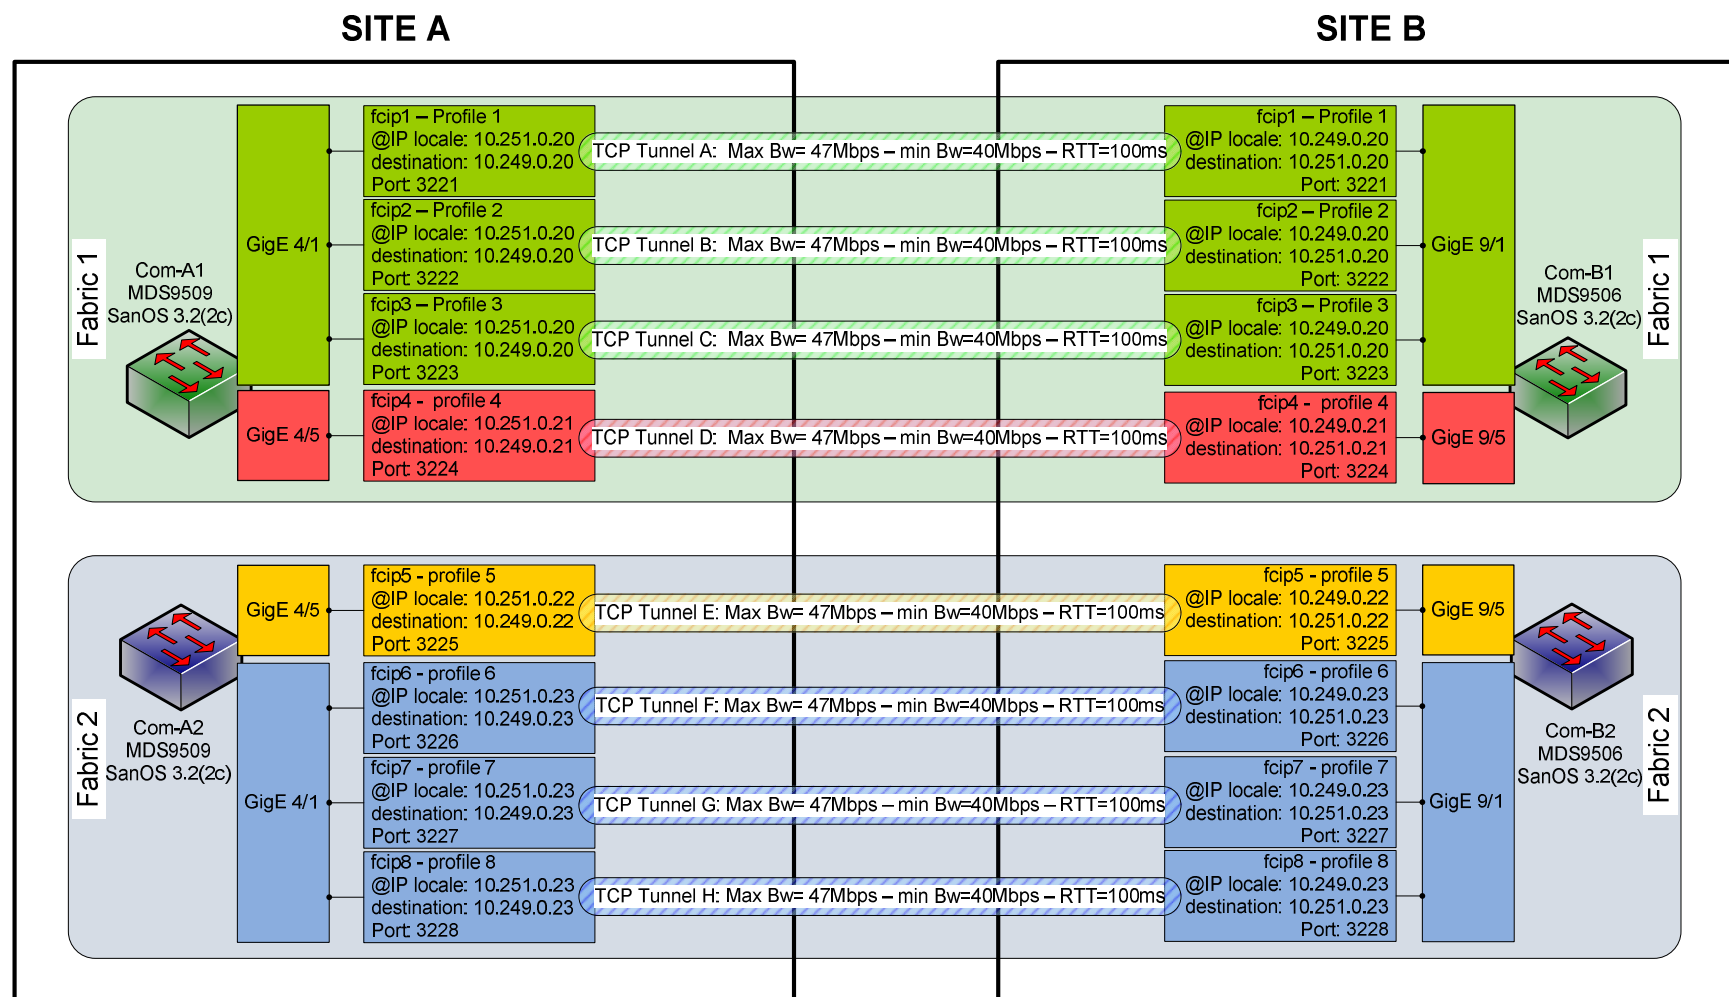 SITE A
SITE B
Fabric 1
Com-A1
MDS9509
SanOS 3.2(2c)
GigE 4/1
fcip1 – Profile 1
@IP locale: 10.251.0.20
destination: 10.249.0.20
Port: 3221
TCP Tunnel A: Max Bw= 47Mbps – min Bw=40Mbps – RTT=100ms
fcip1 – Profile 1
@IP locale: 10.249.0.20
destination: 10.251.0.20
Port: 3221
fcip2 – Profile 2
@IP locale: 10.251.0.20
destination: 10.249.0.20
Port: 3222
TCP Tunnel B: Max Bw= 47Mbps – min Bw=40Mbps – RTT=100ms
fcip2 – Profile 2
@IP locale: 10.249.0.20
destination: 10.251.0.20
Port: 3222
fcip3 – Profile 3
@IP locale: 10.251.0.20
destination: 10.249.0.20
Port: 3223
TCP Tunnel C: Max Bw= 47Mbps – min Bw=40Mbps – RTT=100ms
fcip3 – Profile 3
@IP locale: 10.249.0.20
destination: 10.251.0.20
Port: 3223
GigE 9/1
Com-B1
MDS9506
SanOS 3.2(2c)
Fabric 1
GigE 4/5
fcip4 - profile 4
@IP locale: 10.251.0.21
destination: 10.249.0.21
Port: 3224
TCP Tunnel D: Max Bw= 47Mbps – min Bw=40Mbps – RTT=100ms
fcip4 - profile 4
@IP locale: 10.249.0.21
destination: 10.251.0.21
Port: 3224
GigE 9/5
GigE 4/5
fcip5 - profile 5
@IP locale: 10.251.0.22
destination: 10.249.0.22
Port: 3225
TCP Tunnel E: Max Bw= 47Mbps – min Bw=40Mbps – RTT=100ms
fcip5 - profile 5
@IP locale: 10.249.0.22
destination: 10.251.0.22
Port: 3225
GigE 9/5
Fabric 2
Com-A2
MDS9509
SanOS 3.2(2c)
GigE 4/1
fcip6 - profile 6
@IP locale: 10.251.0.23
destination: 10.249.0.23
Port: 3226
TCP Tunnel F: Max Bw= 47Mbps – min Bw=40Mbps – RTT=100ms
fcip6 - profile 6
@IP locale: 10.249.0.23
destination: 10.251.0.23
Port: 3226
fcip7 - profile 7
@IP locale: 10.251.0.23
destination: 10.249.0.23
Port: 3227
TCP Tunnel G: Max Bw= 47Mbps – min Bw=40Mbps – RTT=100ms
fcip7 - profile 7
@IP locale: 10.249.0.23
destination: 10.251.0.23
Port: 3227
fcip8 - profile 8
@IP locale: 10.251.0.23
destination: 10.249.0.23
Port: 3228
TCP Tunnel H: Max Bw= 47Mbps – min Bw=40Mbps – RTT=100ms
fcip8 - profile 8
@IP locale: 10.249.0.23
destination: 10.251.0.23
Port: 3228
GigE 9/1
Com-B2
MDS9506
SanOS 3.2(2c)
Fabric 2